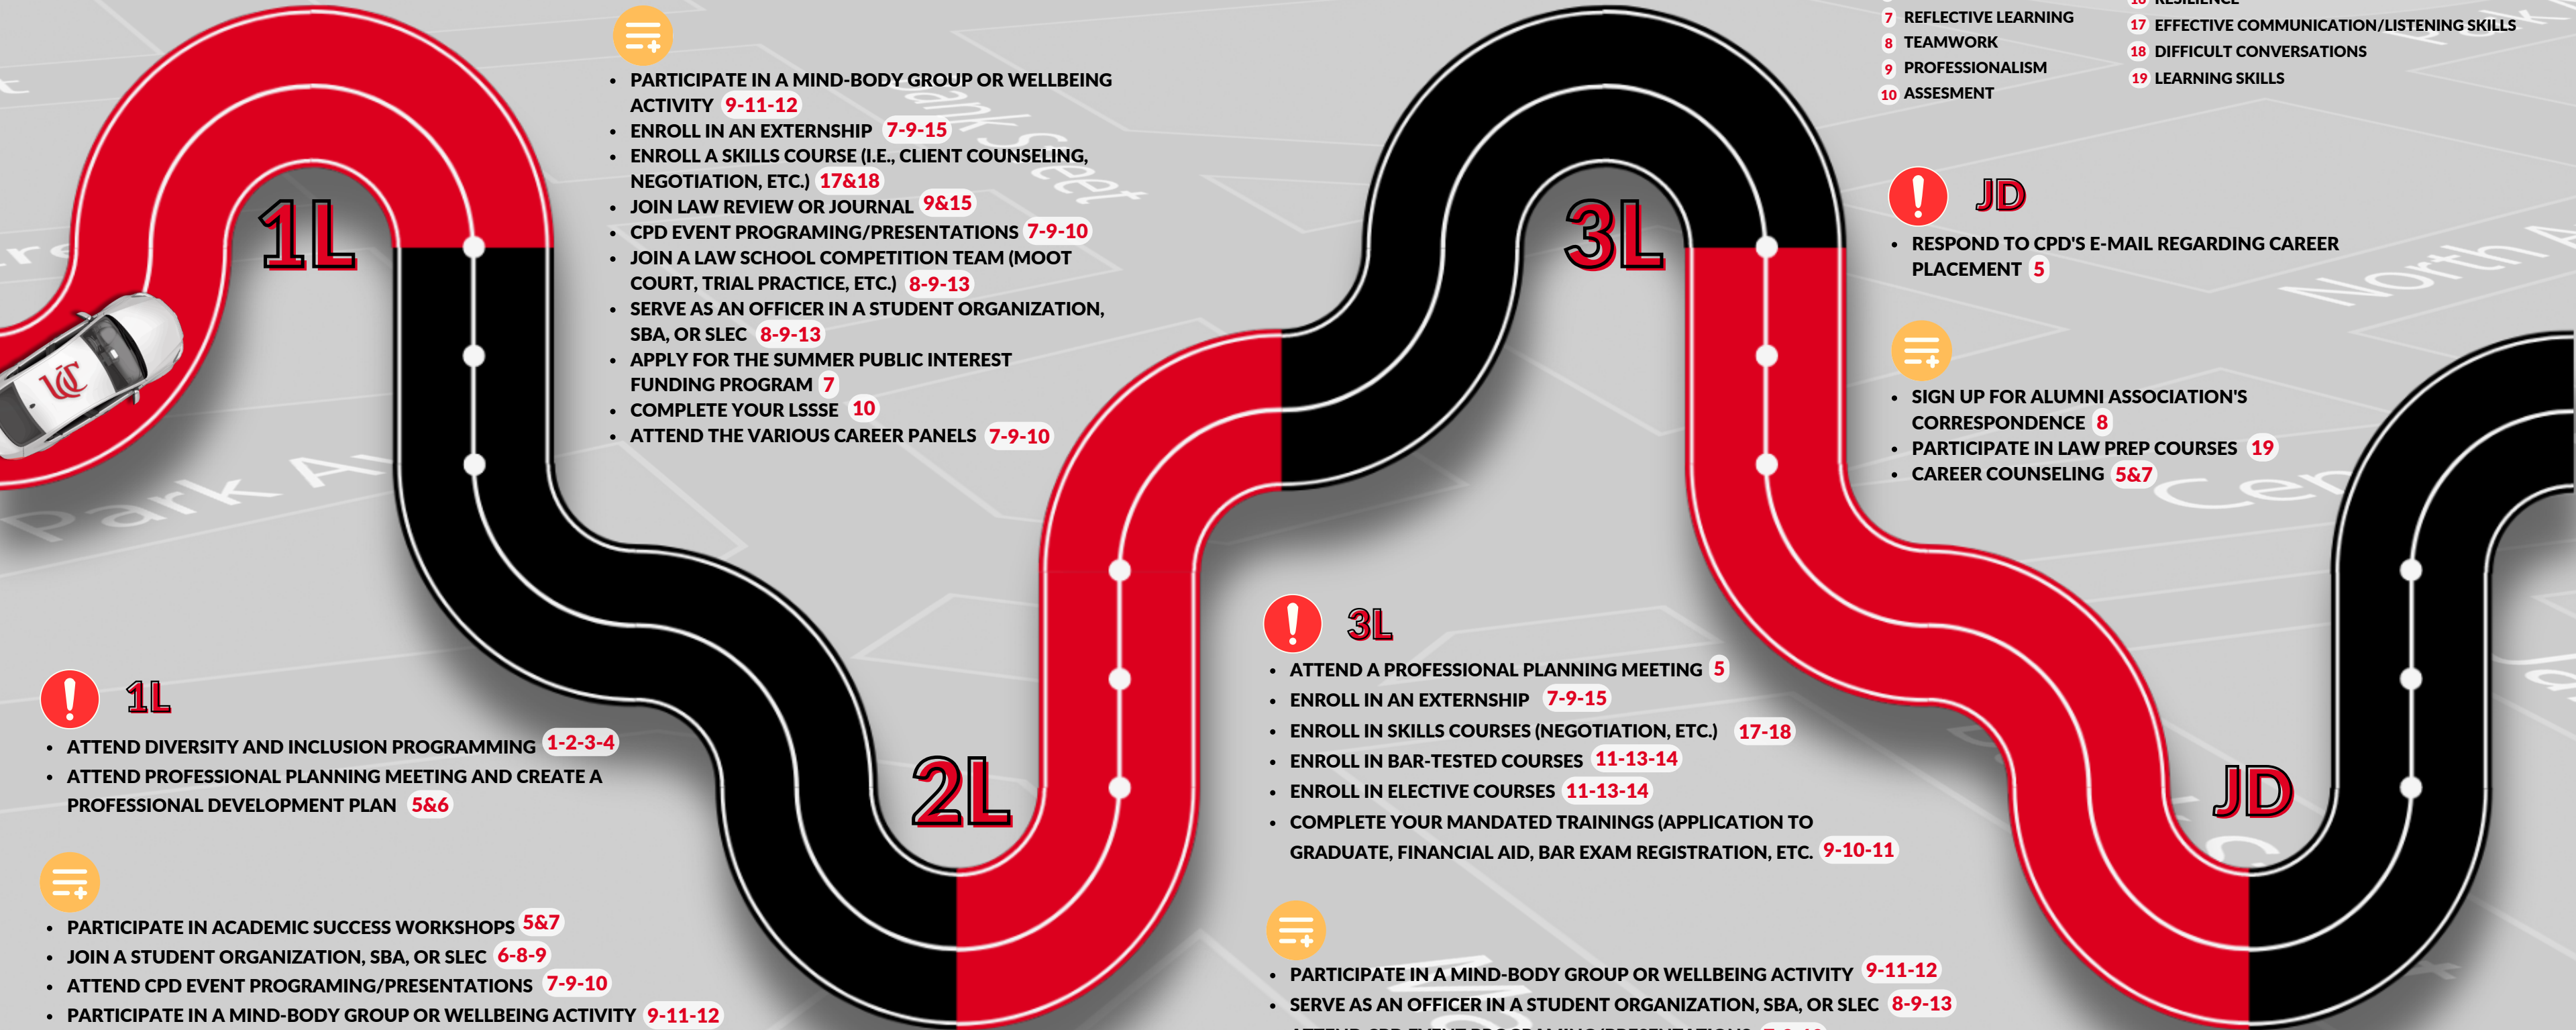 PARTICIPATE IN A MIND-BODY GROUP OR WELLBEING
ACTIVITY 9-11-12
ENROLL IN AN EXTERNSHIP 7-9-15
ENROLL A SKILLS COURSE (I.E., CLIENT COUNSELING,
NEGOTIATION, ETC.) 17&18
JOIN LAW REVIEW OR JOURNAL 9&15
CPD EVENT PROGRAMING/PRESENTATIONS 7-9-10
JOIN A LAW SCHOOL COMPETITION TEAM (MOOT
COURT, TRIAL PRACTICE, ETC.) 8-9-13
SERVE AS AN OFFICER IN A STUDENT ORGANIZATION,
SBA, OR SLEC 8-9-13
APPLY FOR THE SUMMER PUBLIC INTEREST
FUNDING PROGRAM 7
COMPLETE YOUR LSSSE 10
ATTEND THE VARIOUS CAREER PANELS 7-9-10
7 REFLECTIVE LEARNING
8 TEAMWORK
9 PROFESSIONALISM
10 ASSESMENT
16 RESILIENCE
17 EFFECTIVE COMMUNICATION/LISTENING SKILLS
18 DIFFICULT CONVERSATIONS
19 LEARNING SKILLS
1L
UC
Park Av
3L
JD
RESPOND TO CPD'S E-MAIL REGARDING CAREER
PLACEMENT 5
North
SIGN UP FOR ALUMNI ASSOCIATION'S
CORRESPONDENCE 8
PARTICIPATE IN LAW PREP COURSES 19
CAREER COUNSELING 5&7
Cen
1L
ATTEND DIVERSITY AND INCLUSION PROGRAMMING 1-2-3-4
ATTEND PROFESSIONAL PLANNING MEETING AND CREATE A
PROFESSIONAL DEVELOPMENT PLAN 5&6
PARTICIPATE IN ACADEMIC SUCCESS WORKSHOPS 5&7
JOIN A STUDENT ORGANIZATION, SBA, OR SLEC 6-8-9
ATTEND CPD EVENT PROGRAMING/PRESENTATIONS 7-9-10
PARTICIPATE IN A MIND-BODY GROUP OR WELLBEING ACTIVITY 9-11-12
2L
3L
ATTEND A PROFESSIONAL PLANNING MEETING 5
ENROLL IN AN EXTERNSHIP 7-9-15
ENROLL IN SKILLS COURSES (NEGOTIATION, ETC.) 17-18
ENROLL IN BAR-TESTED COURSES 11-13-14
ENROLL IN ELECTIVE COURSES 11-13-14
COMPLETE YOUR MANDATED TRAININGS (APPLICATION TO
GRADUATE, FINANCIAL AID, BAR EXAM REGISTRATION, ETC. 9-10-11
PARTICIPATE IN A MIND-BODY GROUP OR WELLBEING ACTIVITY 9-11-12
SERVE AS AN OFFICER IN A STUDENT ORGANIZATION, SBA, OR SLEC 8-9-13
JD